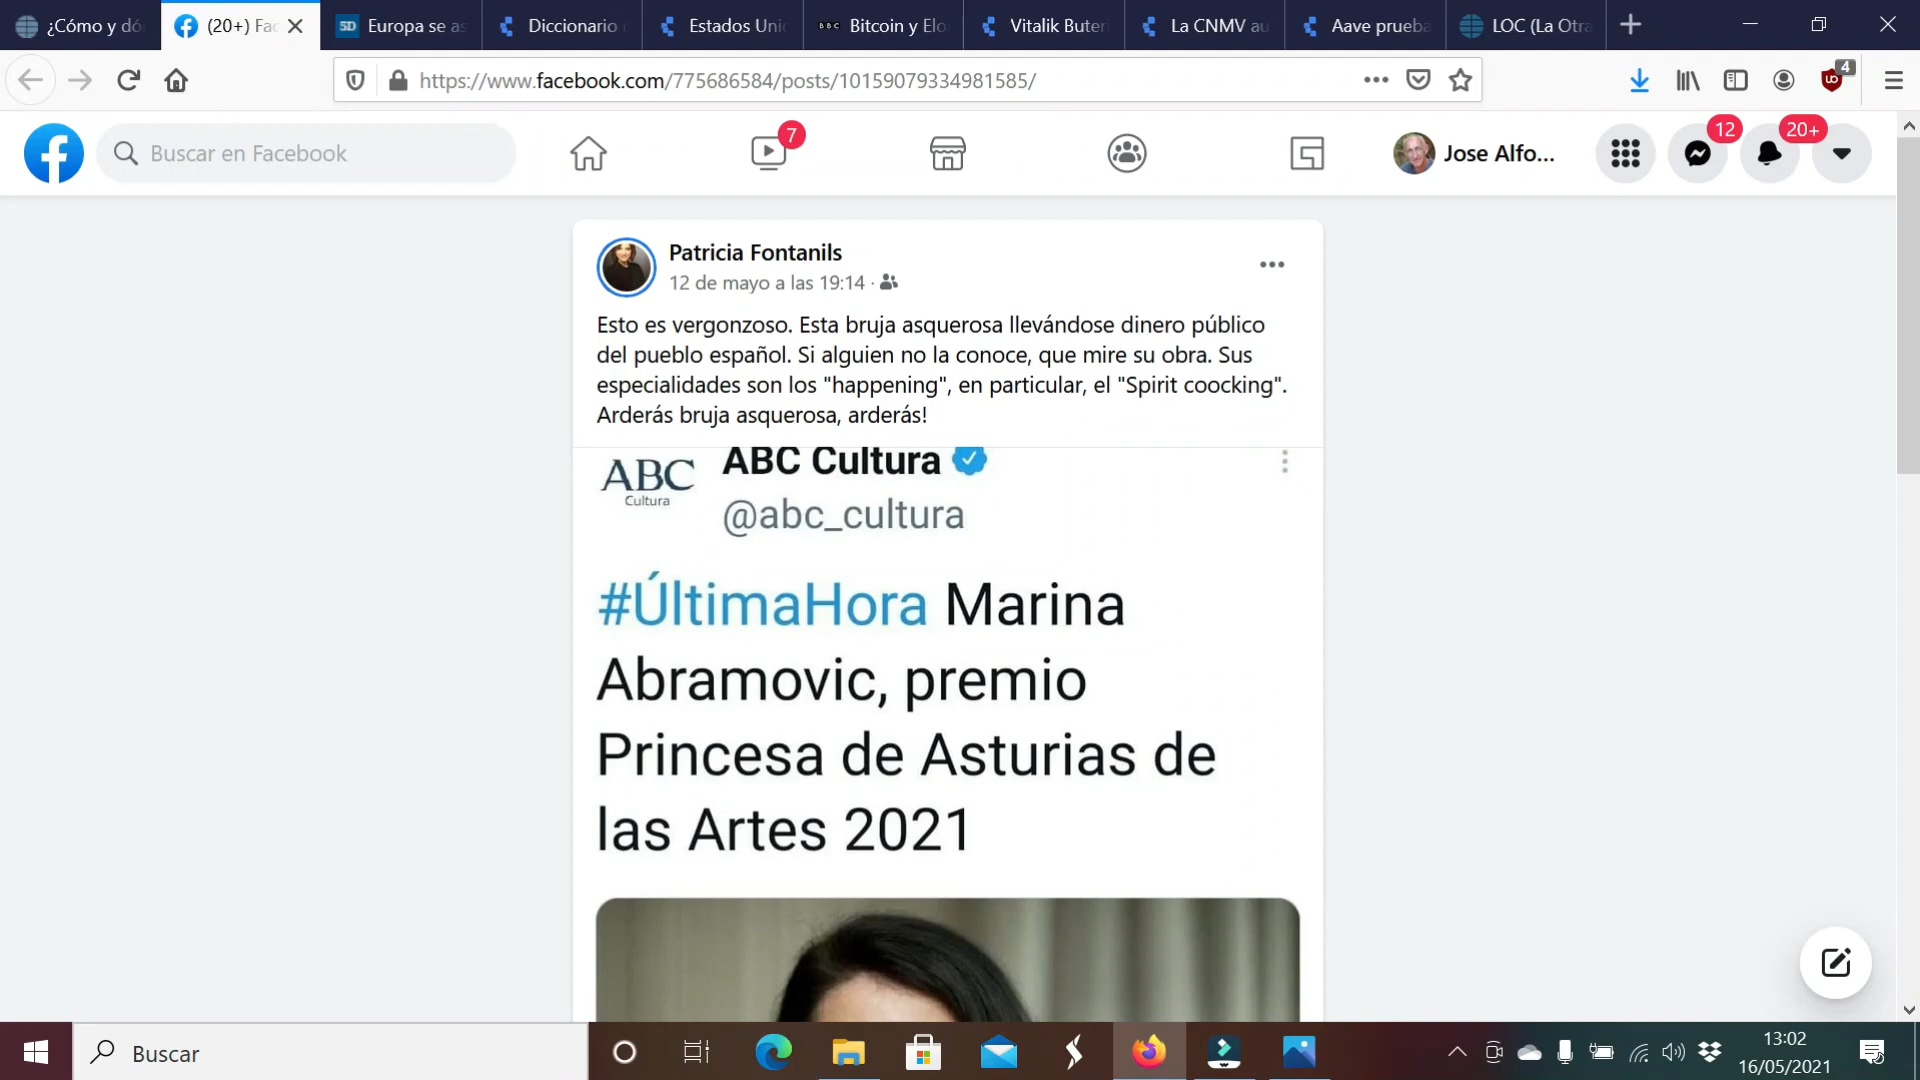 ¿Cómo y dó
(20+) Fac
5D Europa se as
Diccionario
Estados Uni
BBC Bitcoin y Elo
Vitalik Buter
La CNMV au
Aave prueba
LOC (La Otra
https://www.facebook.com/775686584/posts/10159079334981585/
4
Buscar en Facebook
7
Jose Alfo...
12
20+
Patricia Fontanils
12 de mayo a las 19:14 ·
Esto es vergonzoso. Esta bruja asquerosa llevándose dinero público
del pueblo español. Si alguien no la conoce, que mire su obra. Sus
especialidades son los "happening", en particular, el "Spirit coocking".
Arderás bruja asquerosa, arderás!
ABC
Cultura
ABC Cultura
@abc_cultura
#ÚltimaHora Marina
Abramovic, premio
Princesa de Asturias de
las Artes 2021
Buscar
13:02
16/05/2021